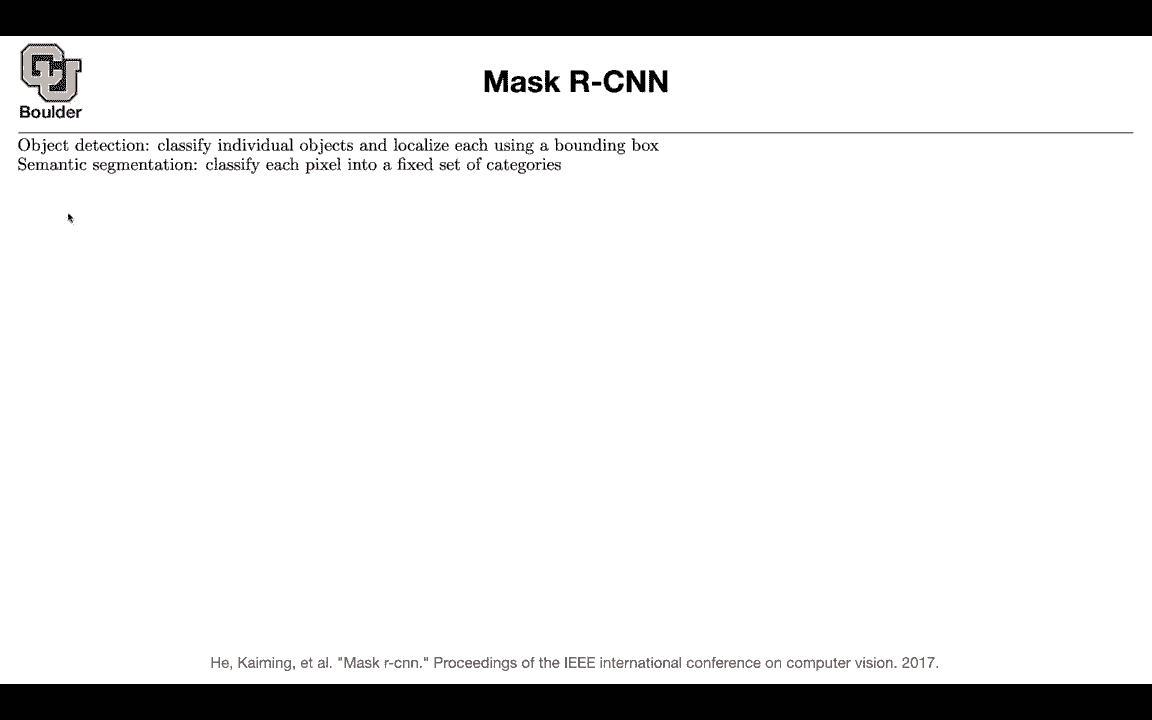 CU
Boulder
Mask R-CNN
Object detection: classify individual objects and localize each using a bounding box
Semantic segmentation: classify each pixel into a fixed set of categories
He, Kaiming, et al. "Mask r-cnn." Proceedings of the IEEE international conference on computer vision. 2017.